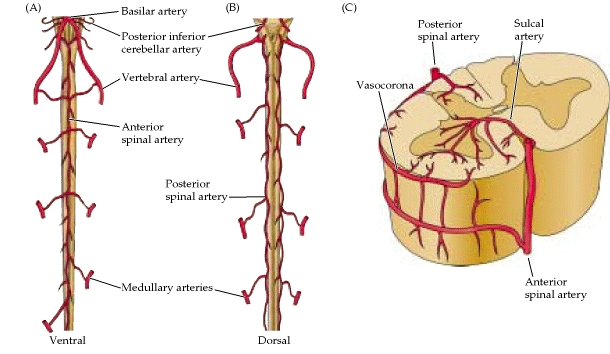 (A)
Basilar artery
(B)
Posterior inferior
cerebellar artery
Vertebral artery
Anterior
spinal artery
Posterior
spinal artery
Medullary arteries
Ventral
Dorsal
(C)
Posterior
spinal artery
Sulcal
artery
Vasocorona
Anterior
spinal artery